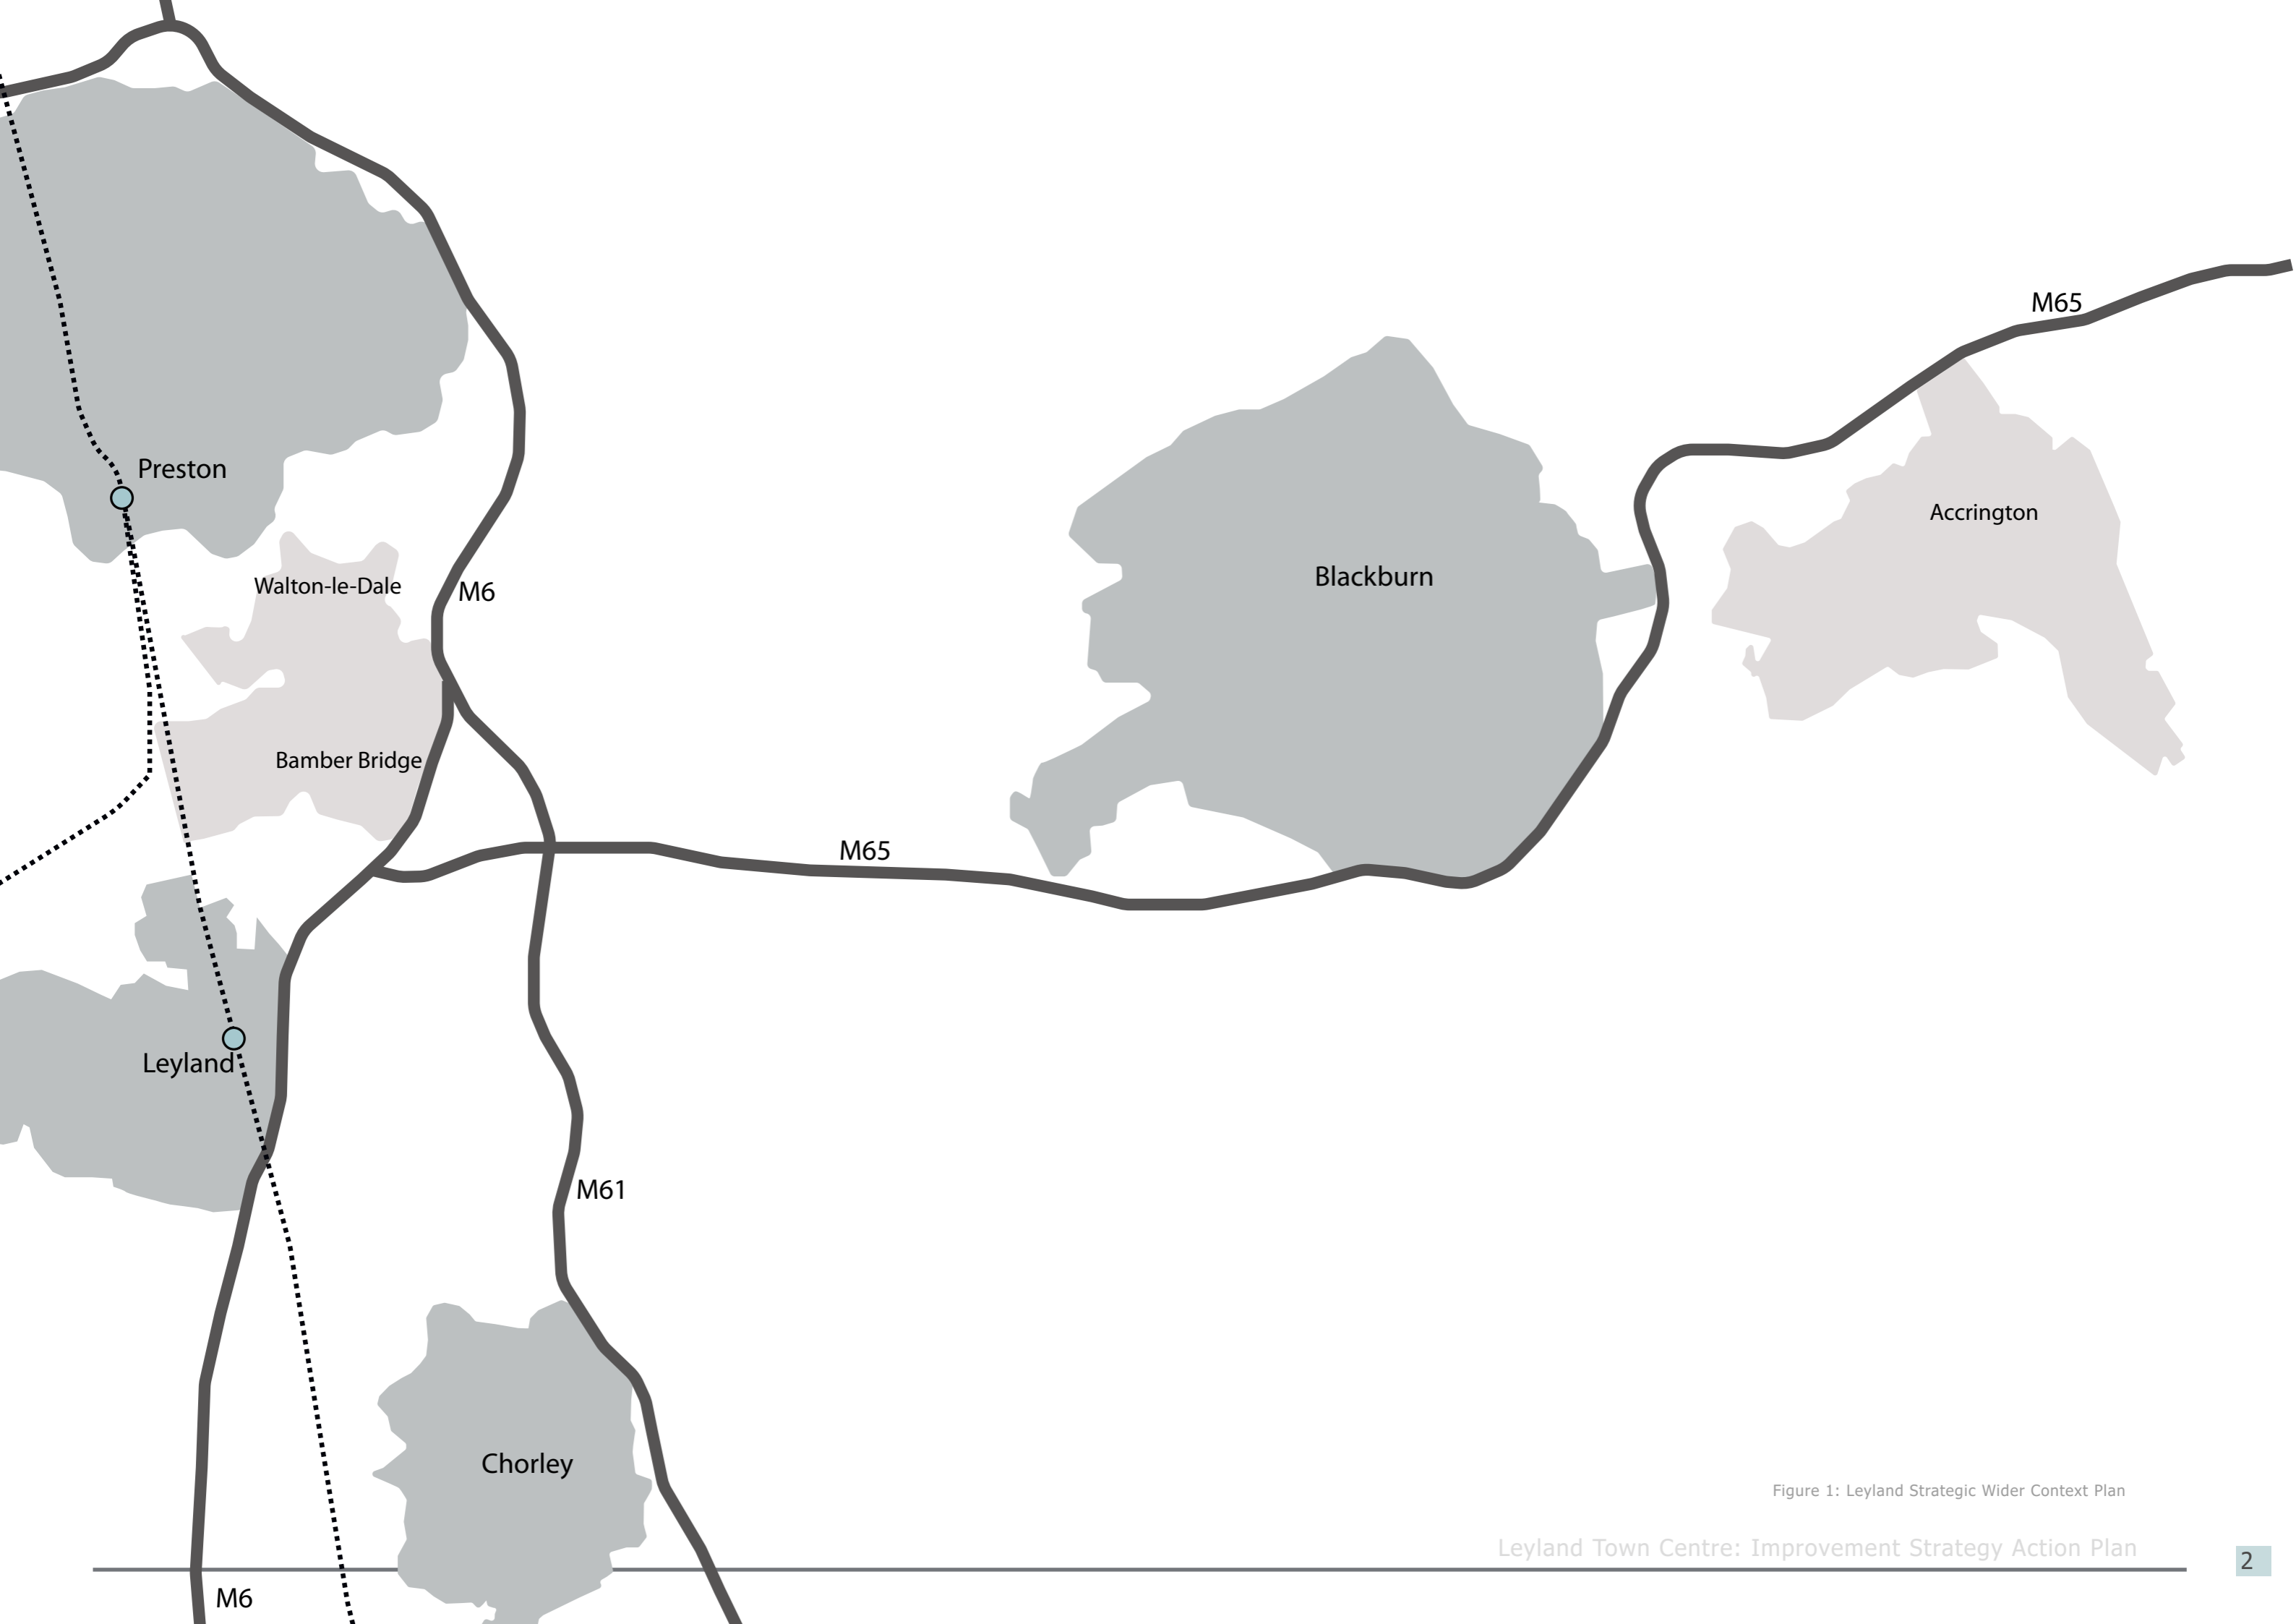 M65
Preston
Accrington
Blackburn
Walton-le-Dale
M6
Bamber Bridge
M65
Leyland
M61
Chorley
Figure 1: Leyland Strategic Wider Context Plan
Leyland Town Centre: Improvement Strategy Action Plan
2
M6